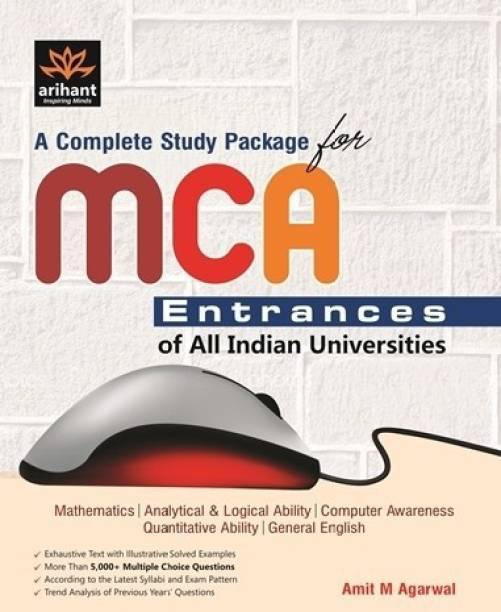 arihant
Inspiring Minds
A Complete Study Package for
MCA
Entrances
of All Indian Universities
Mathematics | Analytical & Logical Ability | Computer Awareness
Quantitative Ability | General English
✓ Exhaustive Text with Illustrative Solved Examples
✓ More Than 5,000+ Multiple Choice Questions
✓ According to the Latest Syllabi and Exam Pattern
✓ Trend Analysis of Previous Years' Questions
Amit M Agarwal